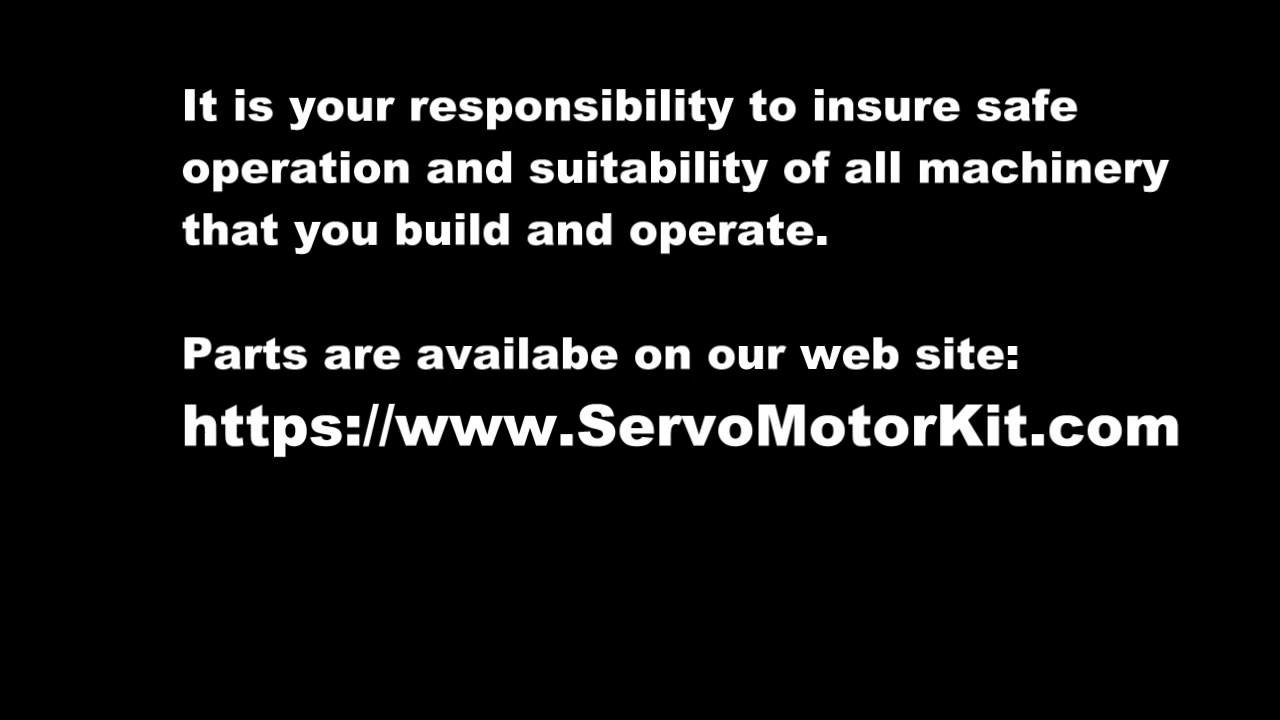 It is your responsibility to insure safe
operation and suitability of all machinery
that you build and operate.
Parts are availabe on our web site:
https://www.ServoMotorKit.com